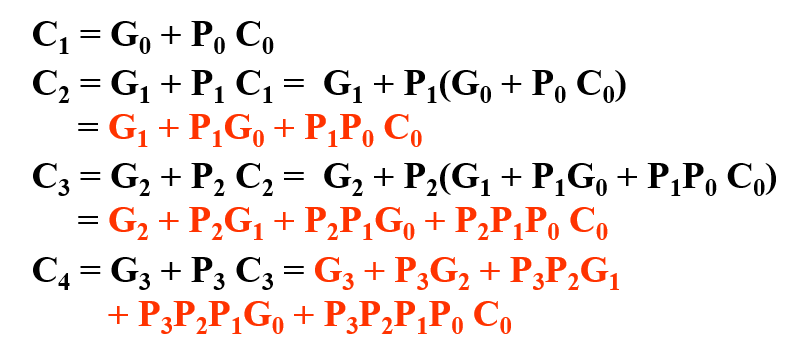 C₁ = G₀ + P₀ C₀
C₂ = G₁ + P₁ C₁ = G₁ + P₁(G₀ + P₀ C₀)
= G₁ + P₁G₀ + P₁P₀ C₀
C₃ = G₂ + P₂ C₂ = G₂ + P₂(G₁ + P₁G₀ + P₁P₀ C₀)
= G₂ + P₂G₁ + P₂P₁G₀ + P₂P₁P₀ C₀
C₄ = G₃ + P₃ C₃ = G₃ + P₃G₂ + P₃P₂G₁
+ P₃P₂P₁G₀ + P₃P₂P₁P₀ C₀